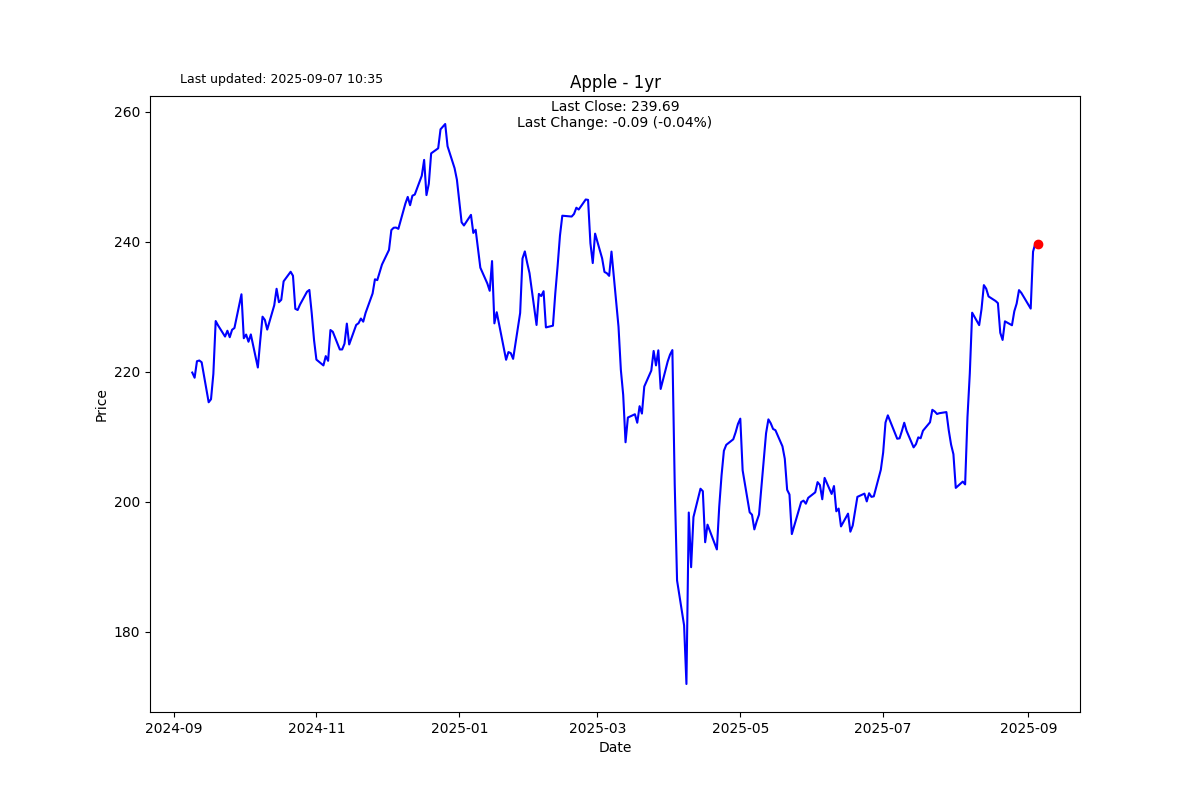 Last updated: 2025-09-07 10:35
Apple - 1yr
Last Close: 239.69
Last Change: -0.09 (-0.04%)
260
240
220
200
180
Price
2024-09
2024-11
2025-01
2025-03
2025-05
2025-07
2025-09
Date